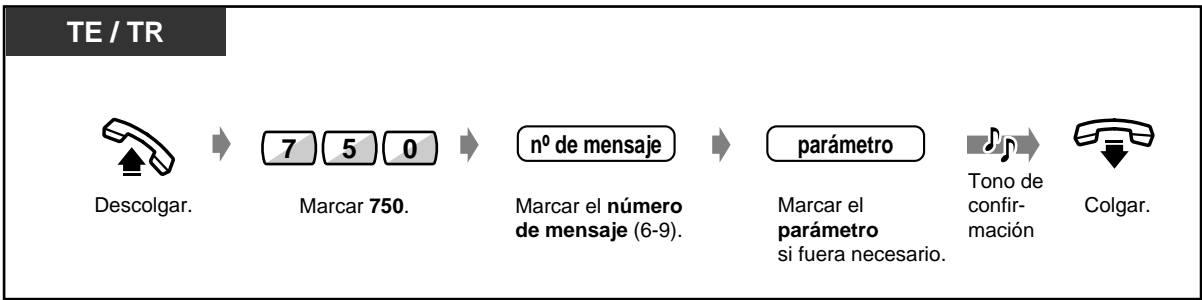 TE / TR
7 5 0
nº de mensaje
parámetro
Descolgar.
Marcar 750.
Marcar el número
de mensaje (6-9).
Marcar el
parámetro
si fuera necesario.
Tono de
confir-
mación
Colgar.